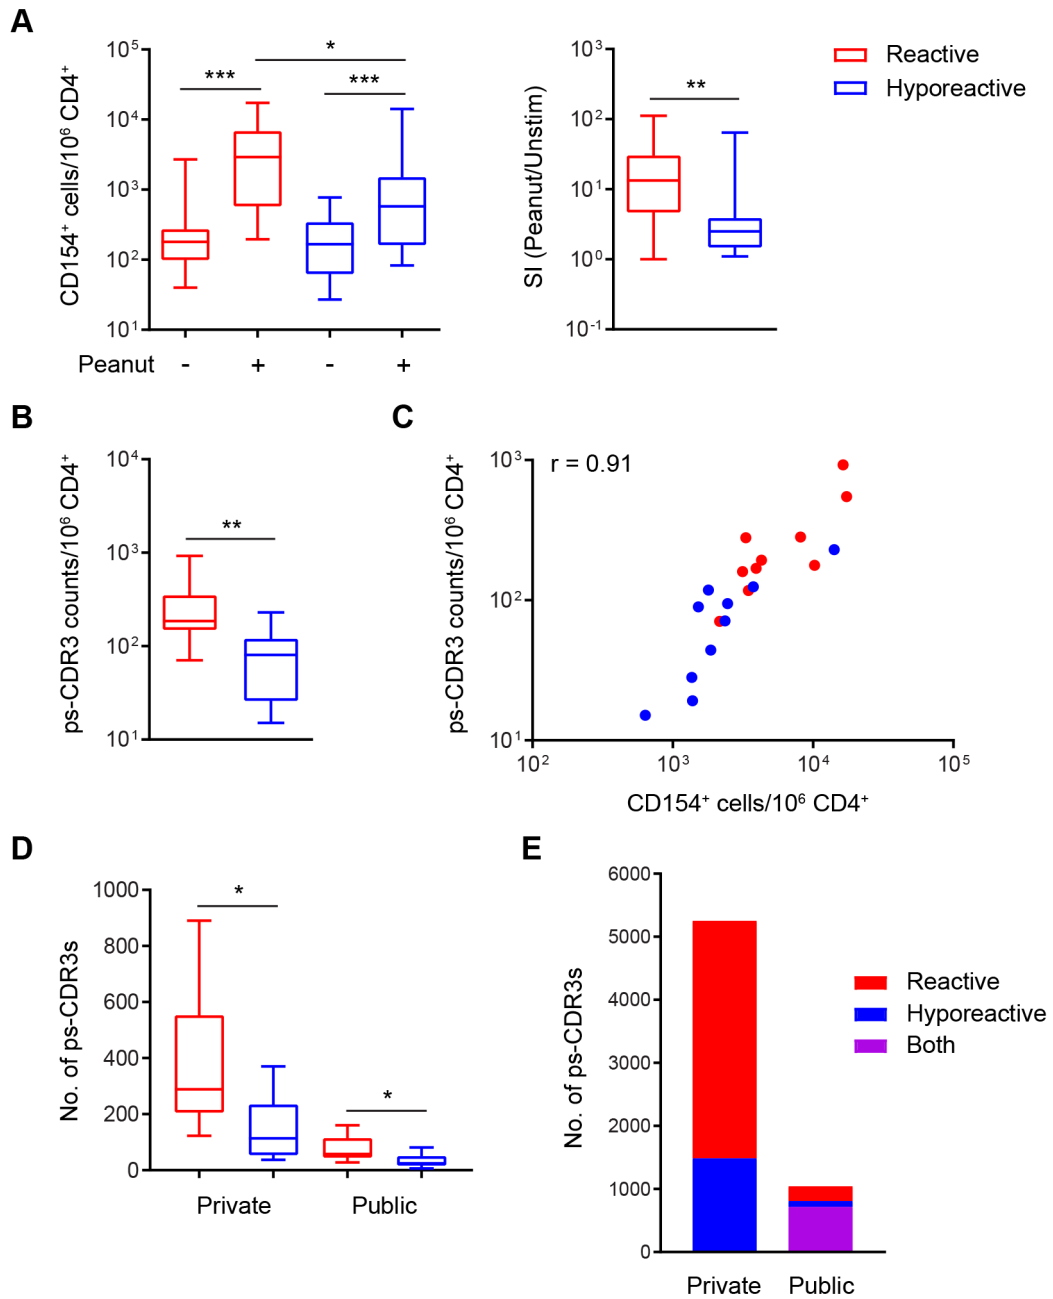 A
CD154⁺ cells/10⁶ CD4⁺
10⁵
10⁴
10³
10²
10¹
***
*
***
Peanut - + - +
SI (Peanut/Unstim)
10³
10²
10¹
10⁰
10⁻¹
**
Reactive
Hyporeactive
B
ps-CDR3 counts/10⁶ CD4⁺
10⁴
10³
10²
10¹
**
C
ps-CDR3 counts/10⁶ CD4⁺
10³
10²
10¹
r = 0.91
10² 10³ 10⁴ 10⁵
CD154⁺ cells/10⁶ CD4⁺
D
No. of ps-CDR3s
1000
800
600
400
200
0
*
*
Private Public
E
No. of ps-CDR3s
6000
5000
4000
3000
2000
1000
0
Private Public
Reactive
Hyporeactive
Both